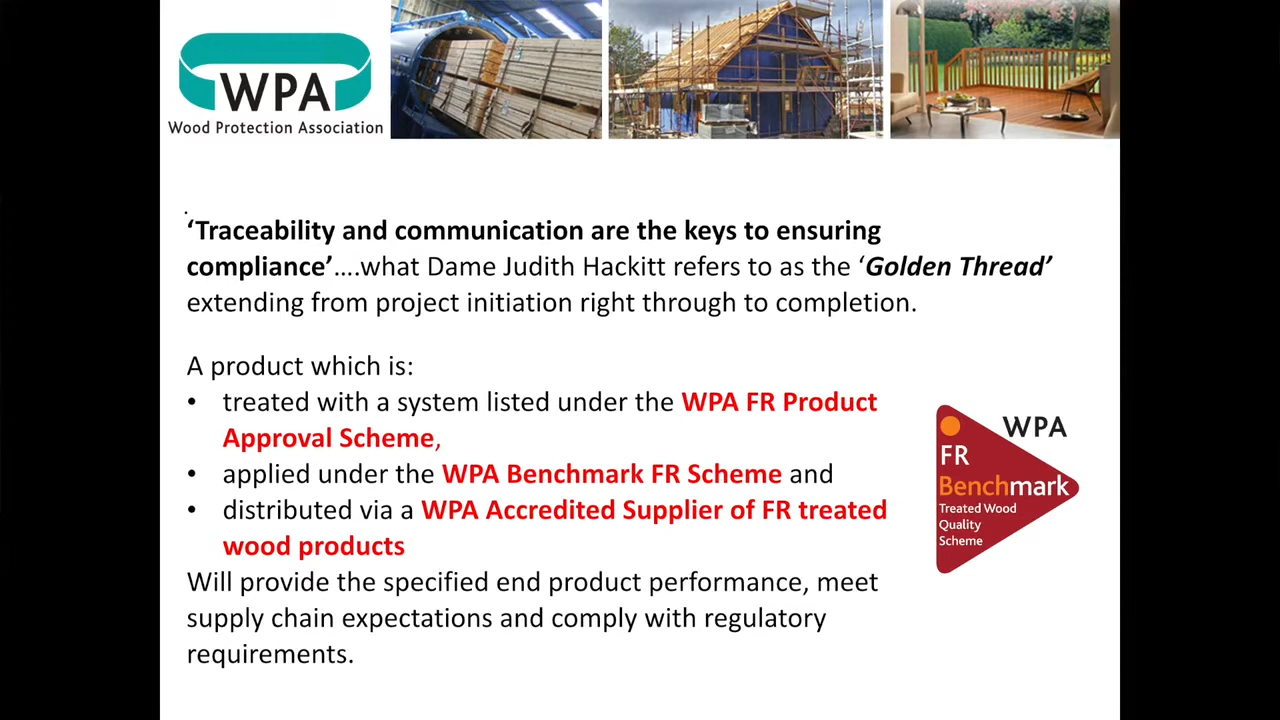 WPA
Wood Protection Association
.
‘Traceability and communication are the keys to ensuring
compliance’….what Dame Judith Hackitt refers to as the ‘Golden Thread’
extending from project initiation right through to completion.
A product which is:
• treated with a system listed under the WPA FR Product
Approval Scheme,
• applied under the WPA Benchmark FR Scheme and
• distributed via a WPA Accredited Supplier of FR treated
wood products
Will provide the specified end product performance, meet
supply chain expectations and comply with regulatory
requirements.
WPA
FR
Benchmark
Treated Wood
Quality
Scheme